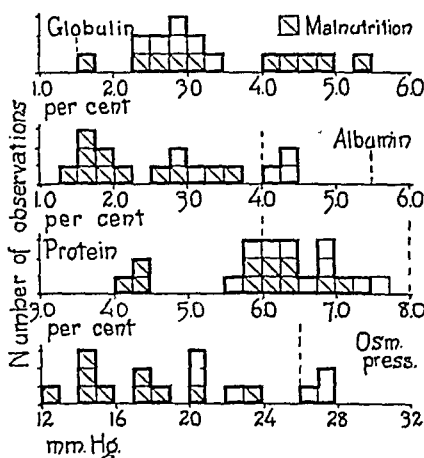 Globulin Malnutrition
1.0 2.0 3.0 4.0 5.0 6.0
per cent
Albumin
1.0 2.0 3.0 4.0 5.0 6.0
per cent
Protein
3.0 4.0 5.0 6.0 7.0 8.0
per cent
Osm.
press.
12 16 20 24 28 32
mm. Hg.
Number of observations